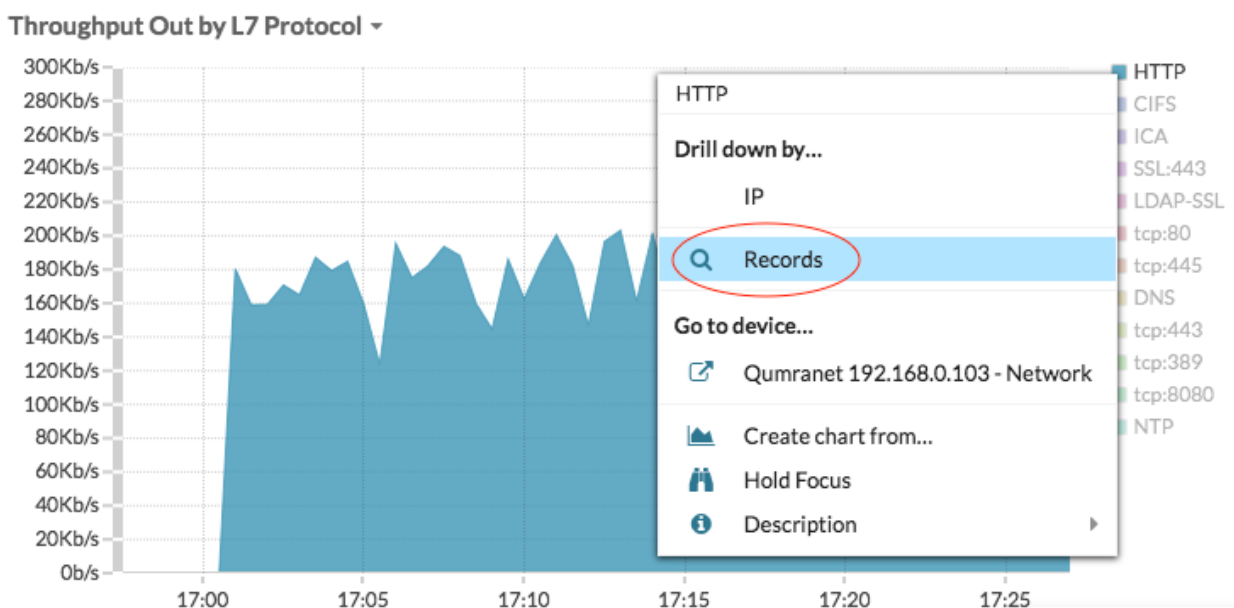 Throughput Out by L7 Protocol
300Kb/s
280Kb/s
260Kb/s
240Kb/s
220Kb/s
200Kb/s
180Kb/s
160Kb/s
140Kb/s
120Kb/s
100Kb/s
80Kb/s
60Kb/s
40Kb/s
20Kb/s
0b/s
17:00 17:05 17:10 17:15 17:20 17:25
HTTP
Drill down by...
IP
Records
Go to device...
Qumranet 192.168.0.103 - Network
Create chart from...
Hold Focus
Description
HTTP
CIFS
ICA
SSL:443
LDAP-SSL
tcp:80
tcp:445
DNS
tcp:443
tcp:389
tcp:8080
NTP